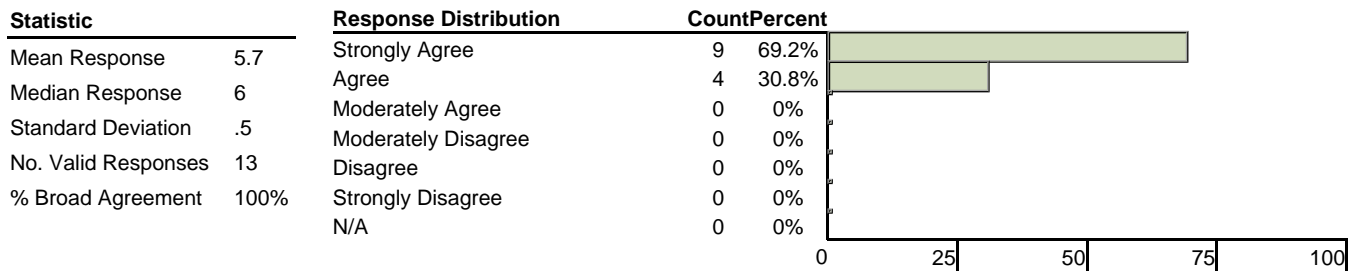 Statistic
Mean Response 5.7
Median Response 6
Standard Deviation .5
No. Valid Responses 13
% Broad Agreement 100%
Response Distribution CountPercent
Strongly Agree 9 69.2%
Agree 4 30.8%
Moderately Agree 0 0%
Moderately Disagree 0 0%
Disagree 0 0%
Strongly Disagree 0 0%
N/A 0 0%
0 25 50 75 100